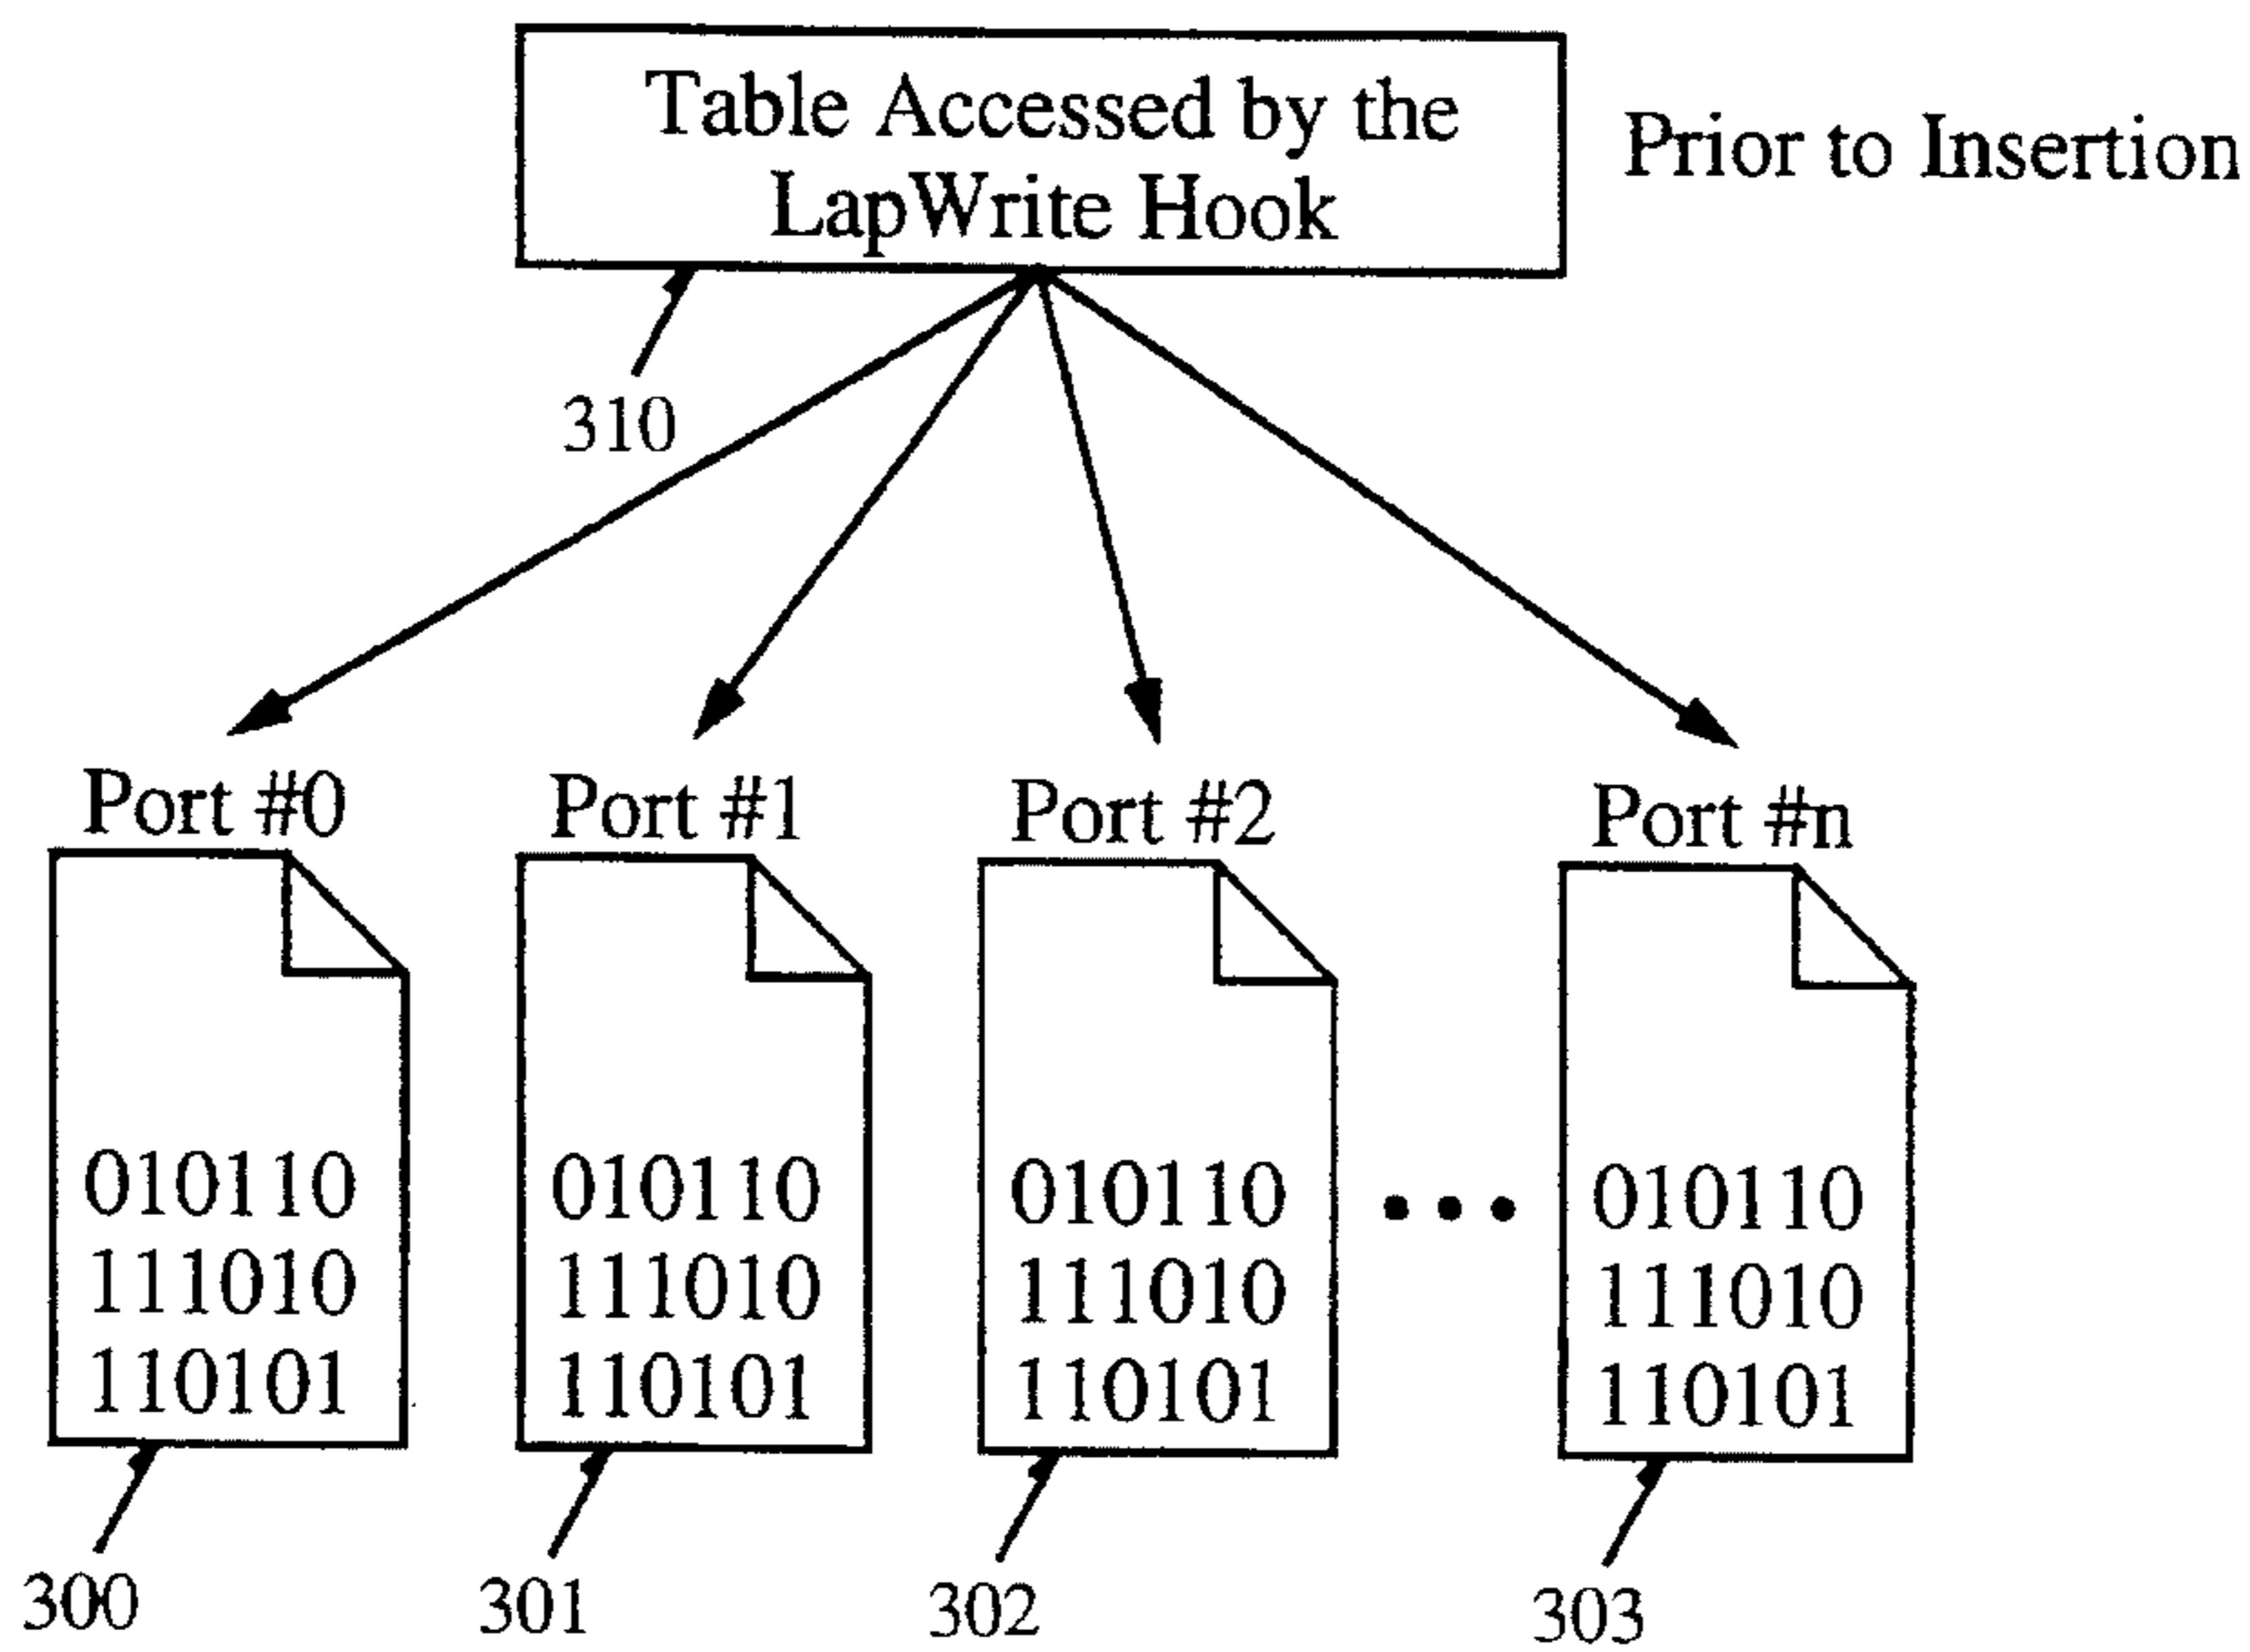 Table Accessed by the
LapWrite Hook
Prior to Insertion
310
Port #0
Port #1
Port #2
Port #n
010110
111010
110101
010110
111010
110101
010110
111010
110101
• • •
010110
111010
110101
300
301
302
303